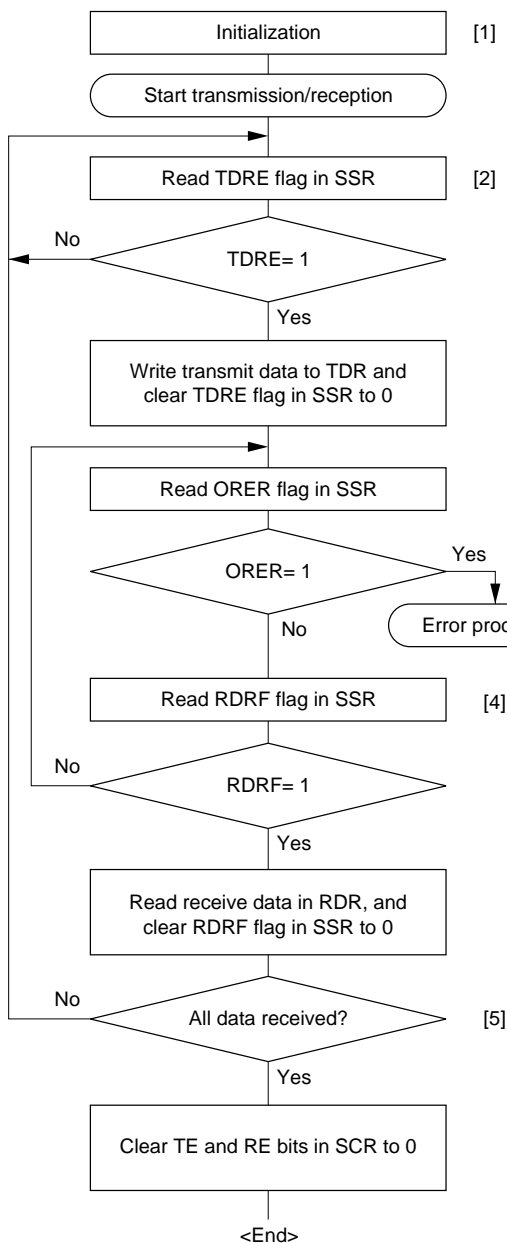 Initialization
[1]
Start transmission/reception
Read TDRE flag in SSR
[2]
No
TDRE= 1
Yes
Write transmit data to TDR and
clear TDRE flag in SSR to 0
Read ORER flag in SSR
Yes
ORER= 1
No
Error
Read RDRF flag in SSR
[4]
No
RDRF= 1
Yes
Read receive data in RDR, and
clear RDRF flag in SSR to 0
No
All data received?
[5]
Yes
Clear TE and RE bits in SCR to 0
<End>